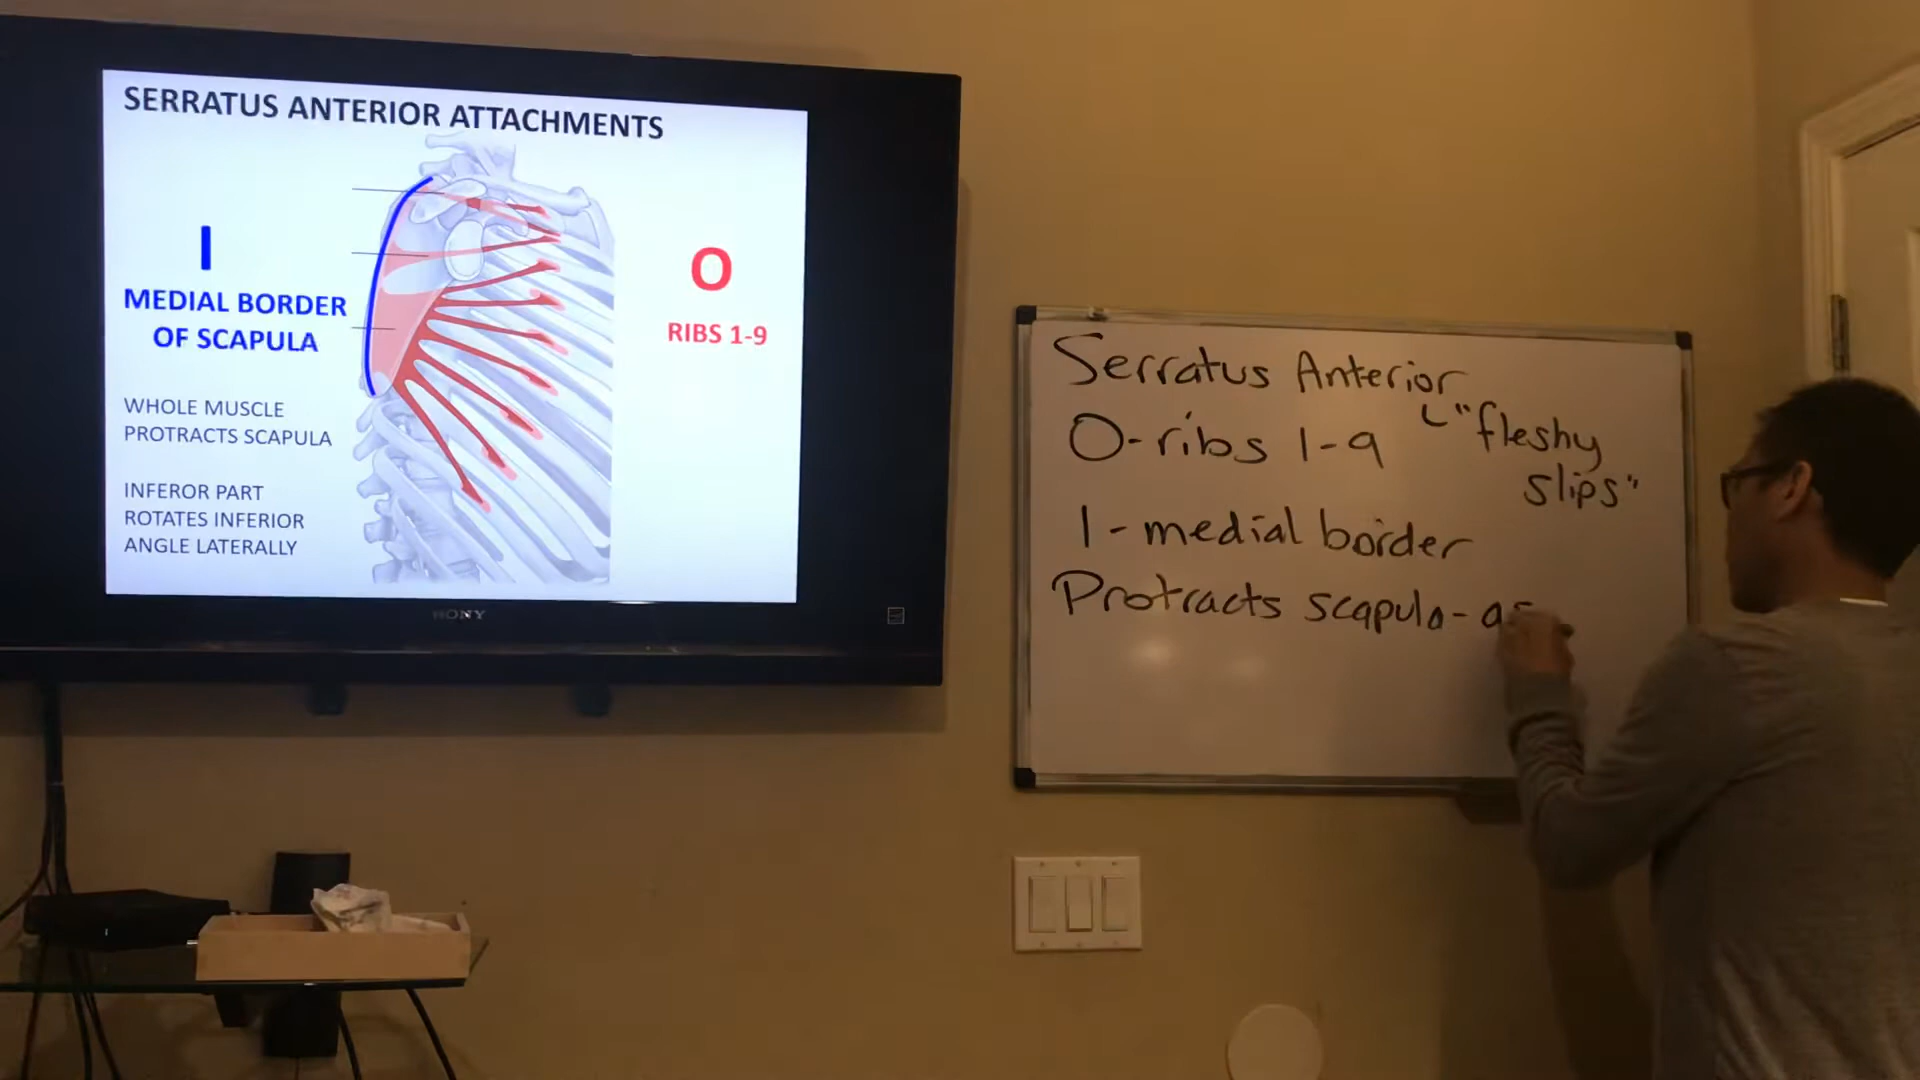 SERRATUS ANTERIOR ATTACHMENTS
I
MEDIAL BORDER
OF SCAPULA
O
RIBS 1-9
WHOLE MUSCLE
PROTRACTS SCAPULA
INFEROR PART
ROTATES INFERIOR
ANGLE LATERALLY
SONY
Serratus Anterior
"fleshy
slips"
O-ribs 1-9
I-medial border
Protracts scapula-as